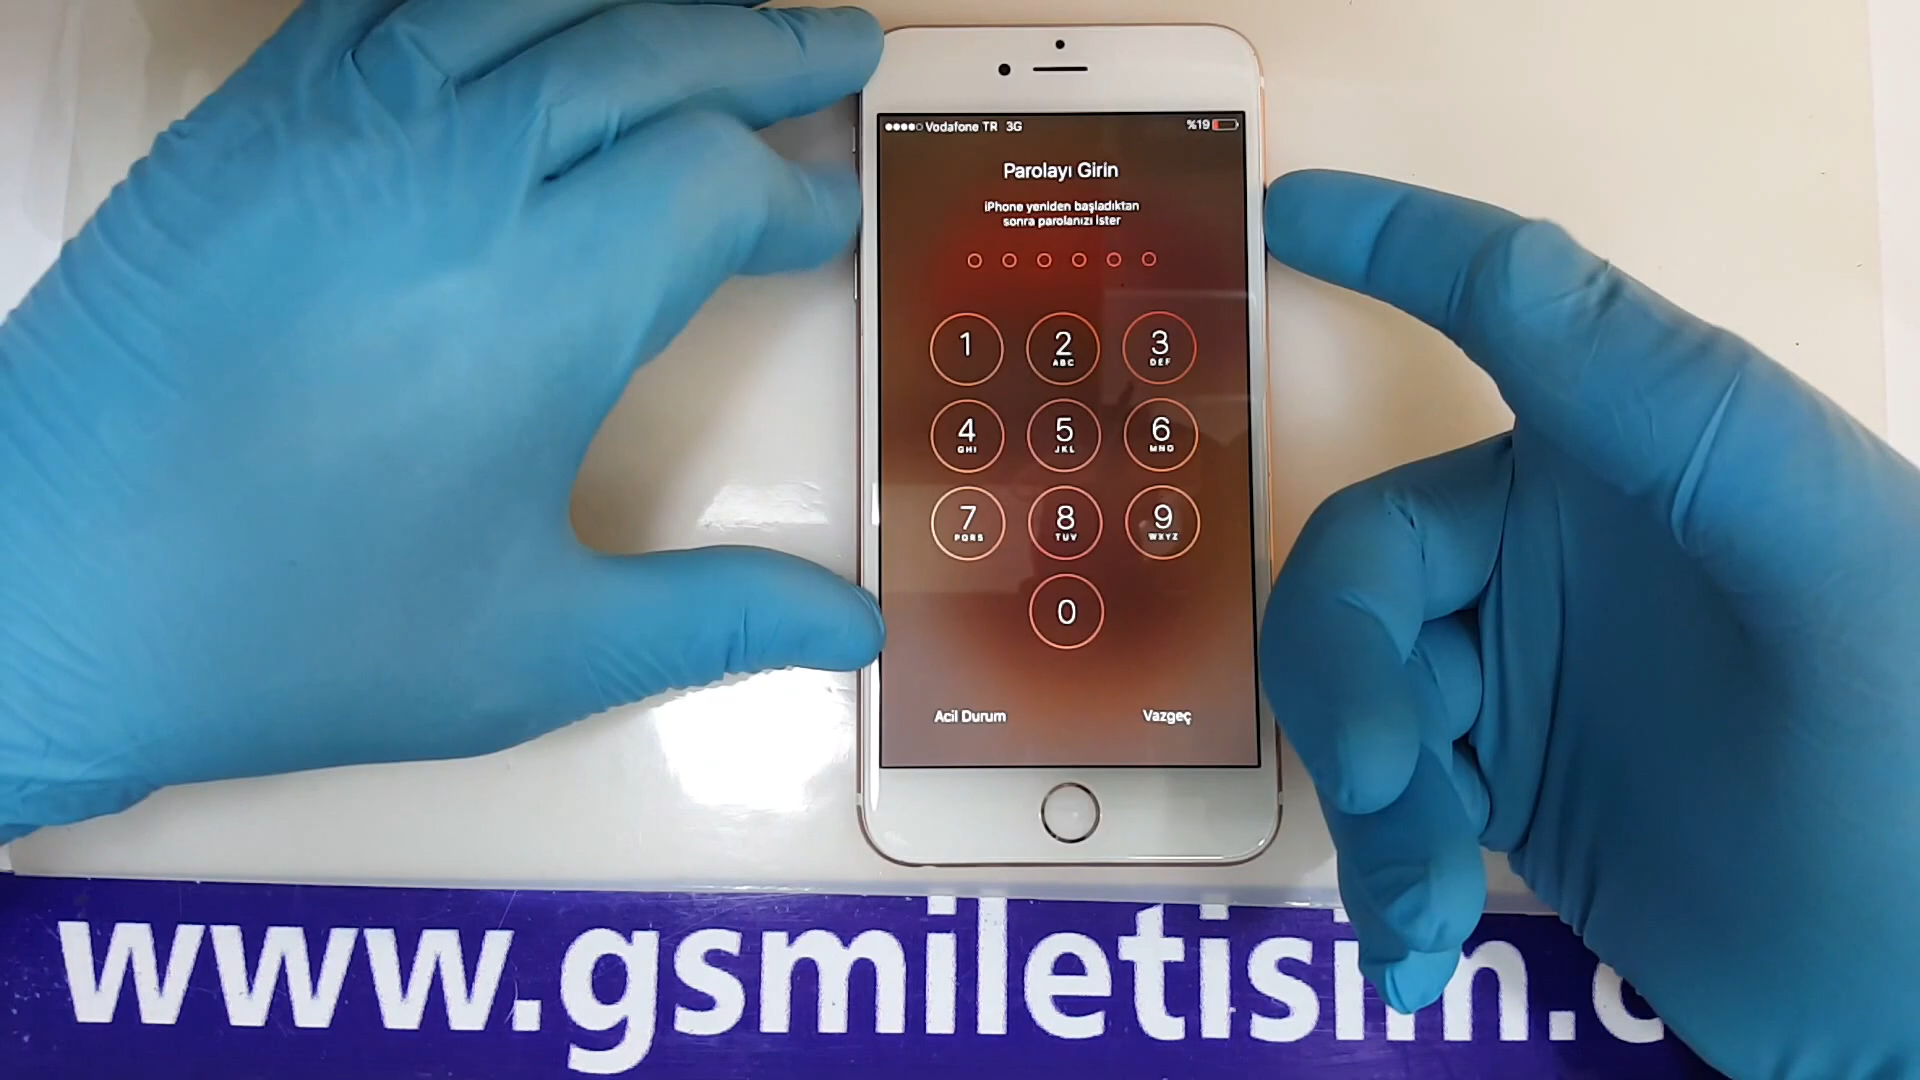 Vodafone TR 3G %19
Parolayı Girin
iPhone yeniden başladıktan
sonra parolanızı ister
1
2 ABC
3 DEF
4 GHI
5 JKL
6 MNO
7 PQRS
8 TUV
9 WXYZ
0
Acil Durum Vazgeç
www.gsmiletisim.c